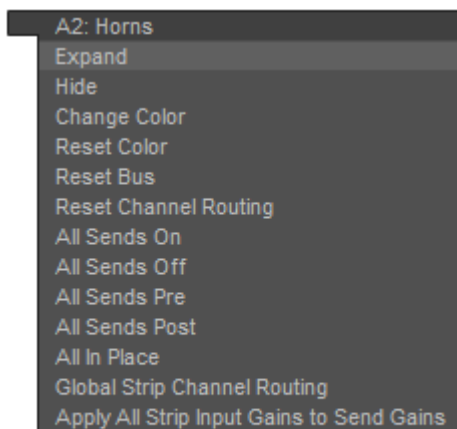 A2: Horns
Expand
Hide
Change Color
Reset Color
Reset Bus
Reset Channel Routing
All Sends On
All Sends Off
All Sends Pre
All Sends Post
All In Place
Global Strip Channel Routing
Apply All Strip Input Gains to Send Gains